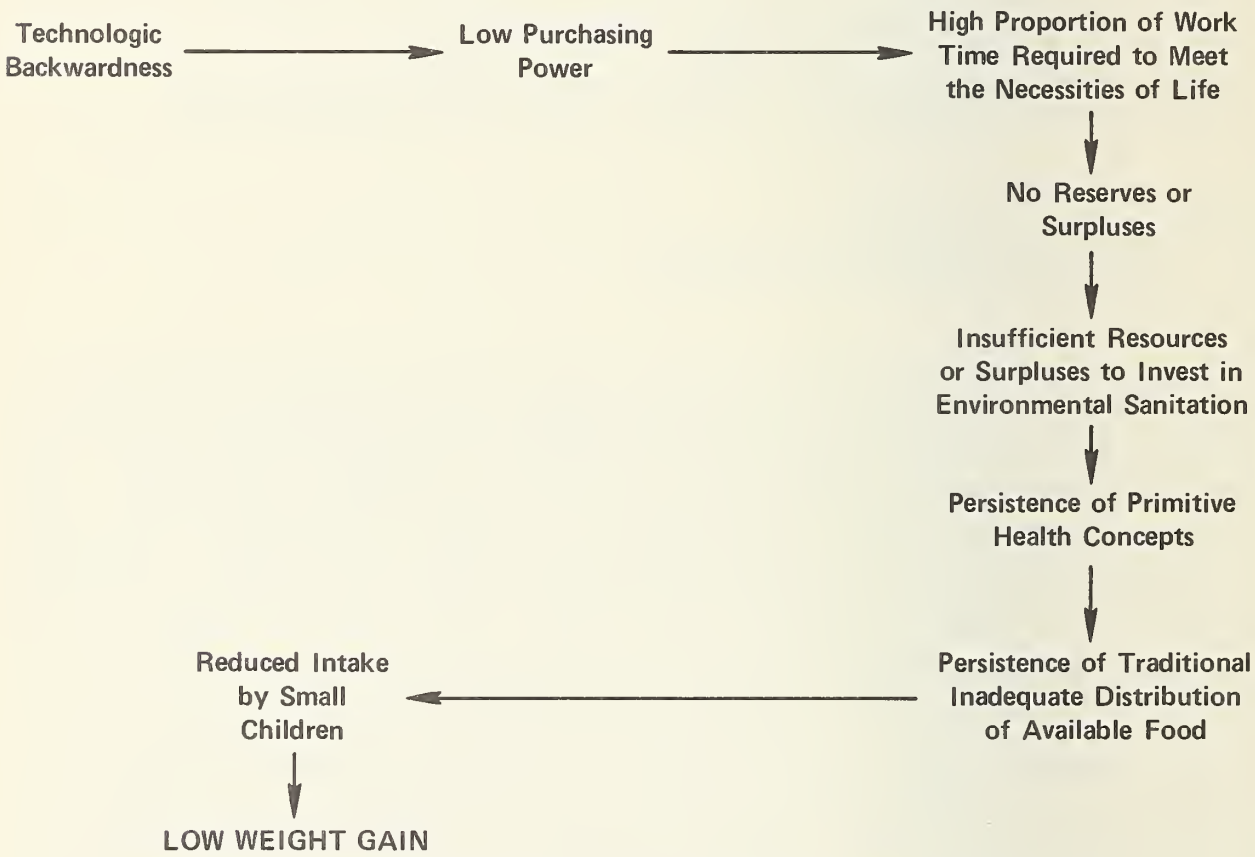 Technologic
Backwardness
Low Purchasing
Power
High Proportion of Work
Time Required to Meet
the Necessities of Life
No Reserves or
Surpluses
Insufficient Resources
or Surpluses to Invest in
Environmental Sanitation
Persistence of Primitive
Health Concepts
Persistence of Traditional
Inadequate Distribution
of Available Food
Reduced Intake
by Small
Children
LOW WEIGHT GAIN